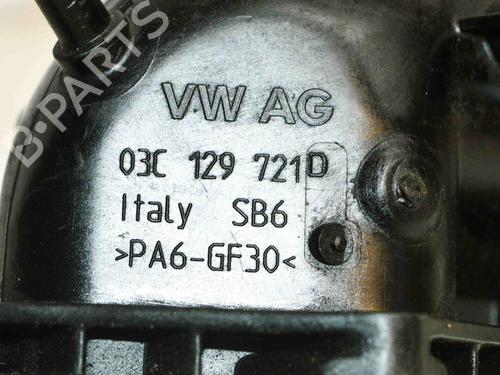 B-PARTS
VW AG
03C 129 721D
Italy SB6
>PA6-GF30<